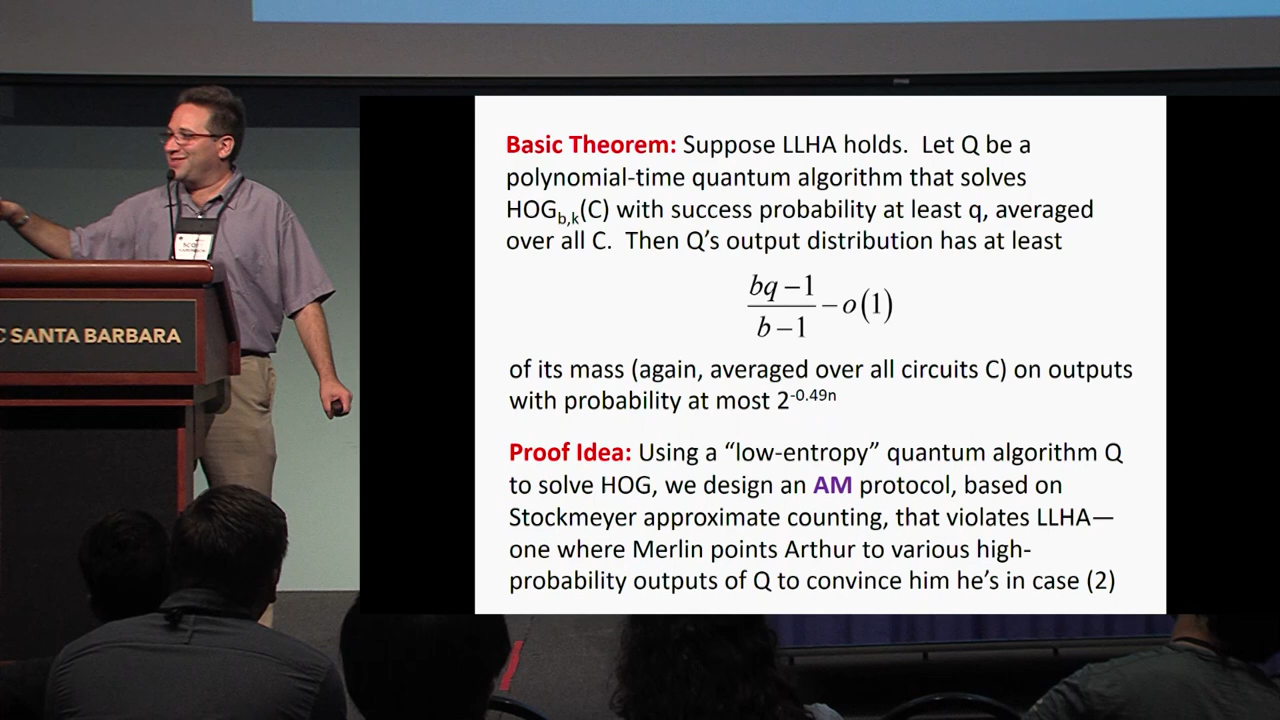 SCOTT
C SANTA BARBARA
Basic Theorem: Suppose LLHA holds.  Let Q be a
polynomial-time quantum algorithm that solves
HOG_b,k(C) with success probability at least q, averaged
over all C.  Then Q's output distribution has at least
(bq – 1)/(b – 1) – o(1)
of its mass (again, averaged over all circuits C) on outputs
with probability at most 2^-0.49n
Proof Idea: Using a “low-entropy” quantum algorithm Q
to solve HOG, we design an AM protocol, based on
Stockmeyer approximate counting, that violates LLHA—
one where Merlin points Arthur to various high-
probability outputs of Q to convince him he's in case (2)